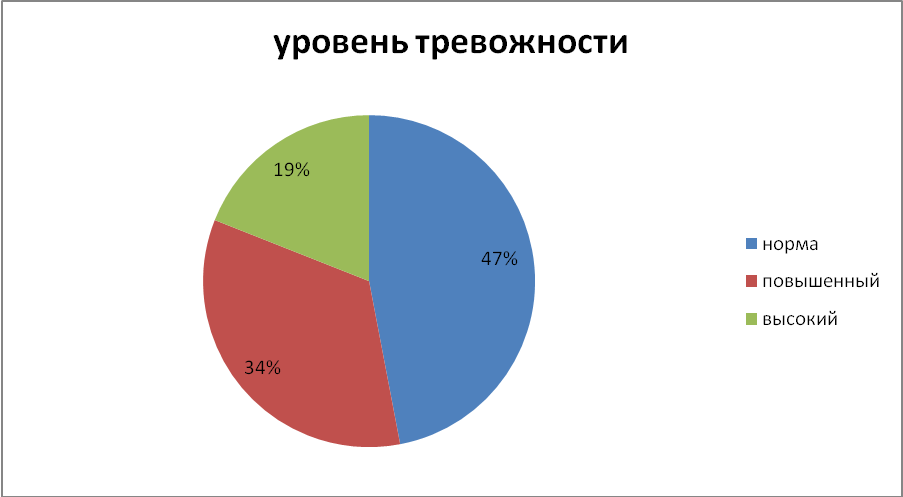 уровень тревожности
19%
47%
34%
норма
повышенный
высокий